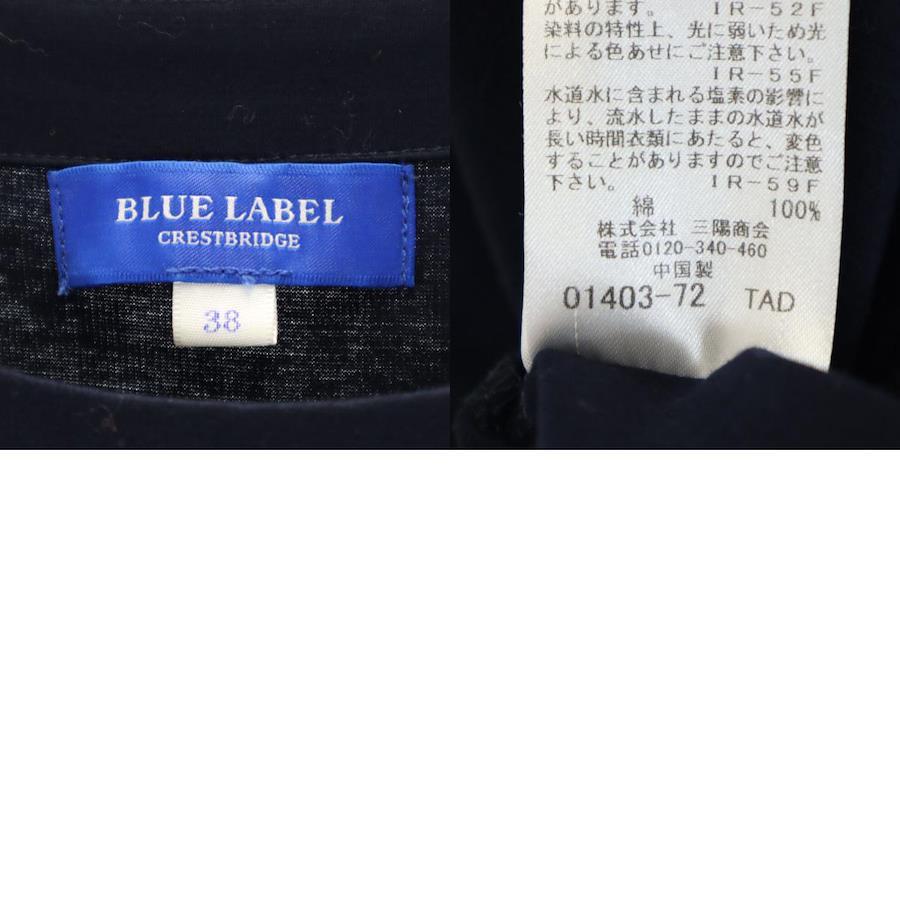 BLUE LABEL
CRESTBRIDGE
38
があります。 IR-52F
染料の特性上、光に弱いため光
による色あせにご注意下さい。
IR-55F
水道水に含まれる塩素の影響に
より、流水したままの水道水が
長い時間衣類にあたると、変色
することがありますのでご注意
下さい。 IR-59F
綿 100%
株式会社 三陽商会
電話0120-340-460
中国製
01403-72 TAD